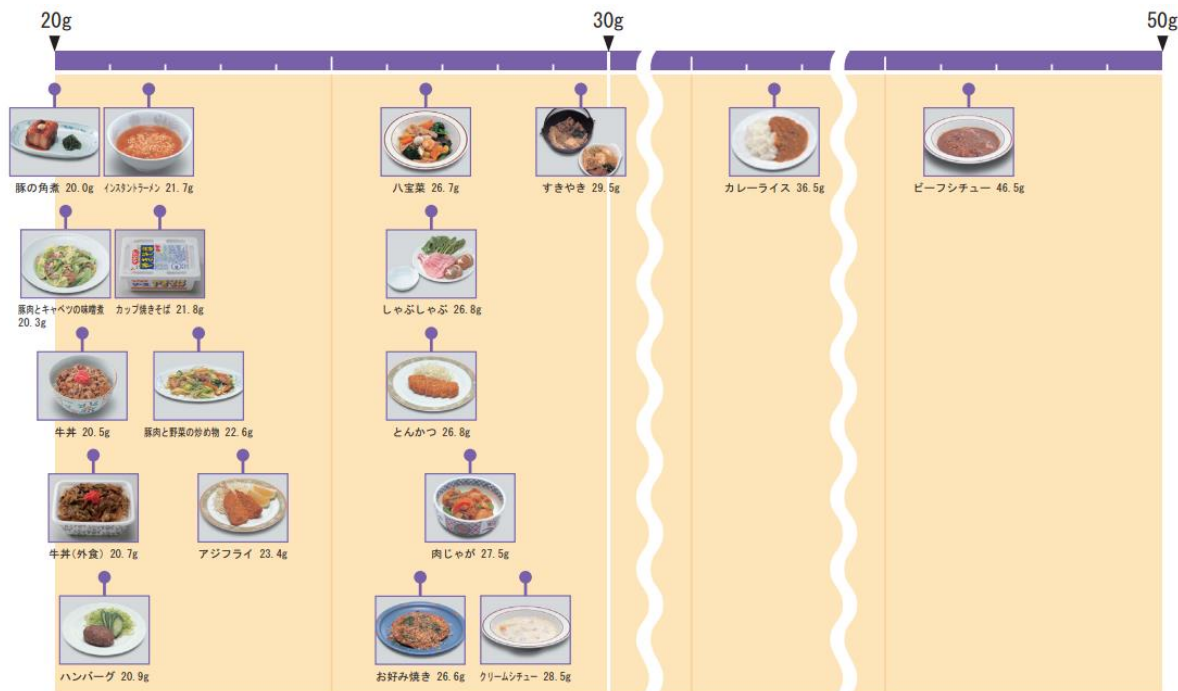 20g
30g
50g
豚の角煮 20.0g
インスタントラーメン 21.7g
八宝菜 26.7g
すきやき 29.5g
カレーライス 36.5g
ビーフシチュー 46.5g
豚肉とキャベツの味噌煮
20.3g
カップ焼きそば 21.8g
しゃぶしゃぶ 26.8g
牛丼 20.5g
豚肉と野菜の炒め物 22.6g
とんかつ 26.8g
牛丼(外食) 20.7g
アジフライ 23.4g
肉じゃが 27.5g
ハンバーグ 20.9g
お好み焼き 26.6g
クリームシチュー 28.5g